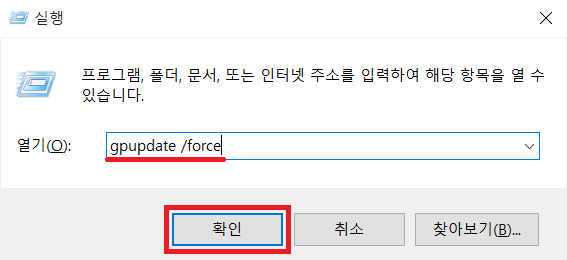 실행
프로그램, 폴더, 문서, 또는 인터넷 주소를 입력하여 해당 항목을 열 수
있습니다.
열기(O): gpupdate /force
확인 취소 찾아보기(B)...